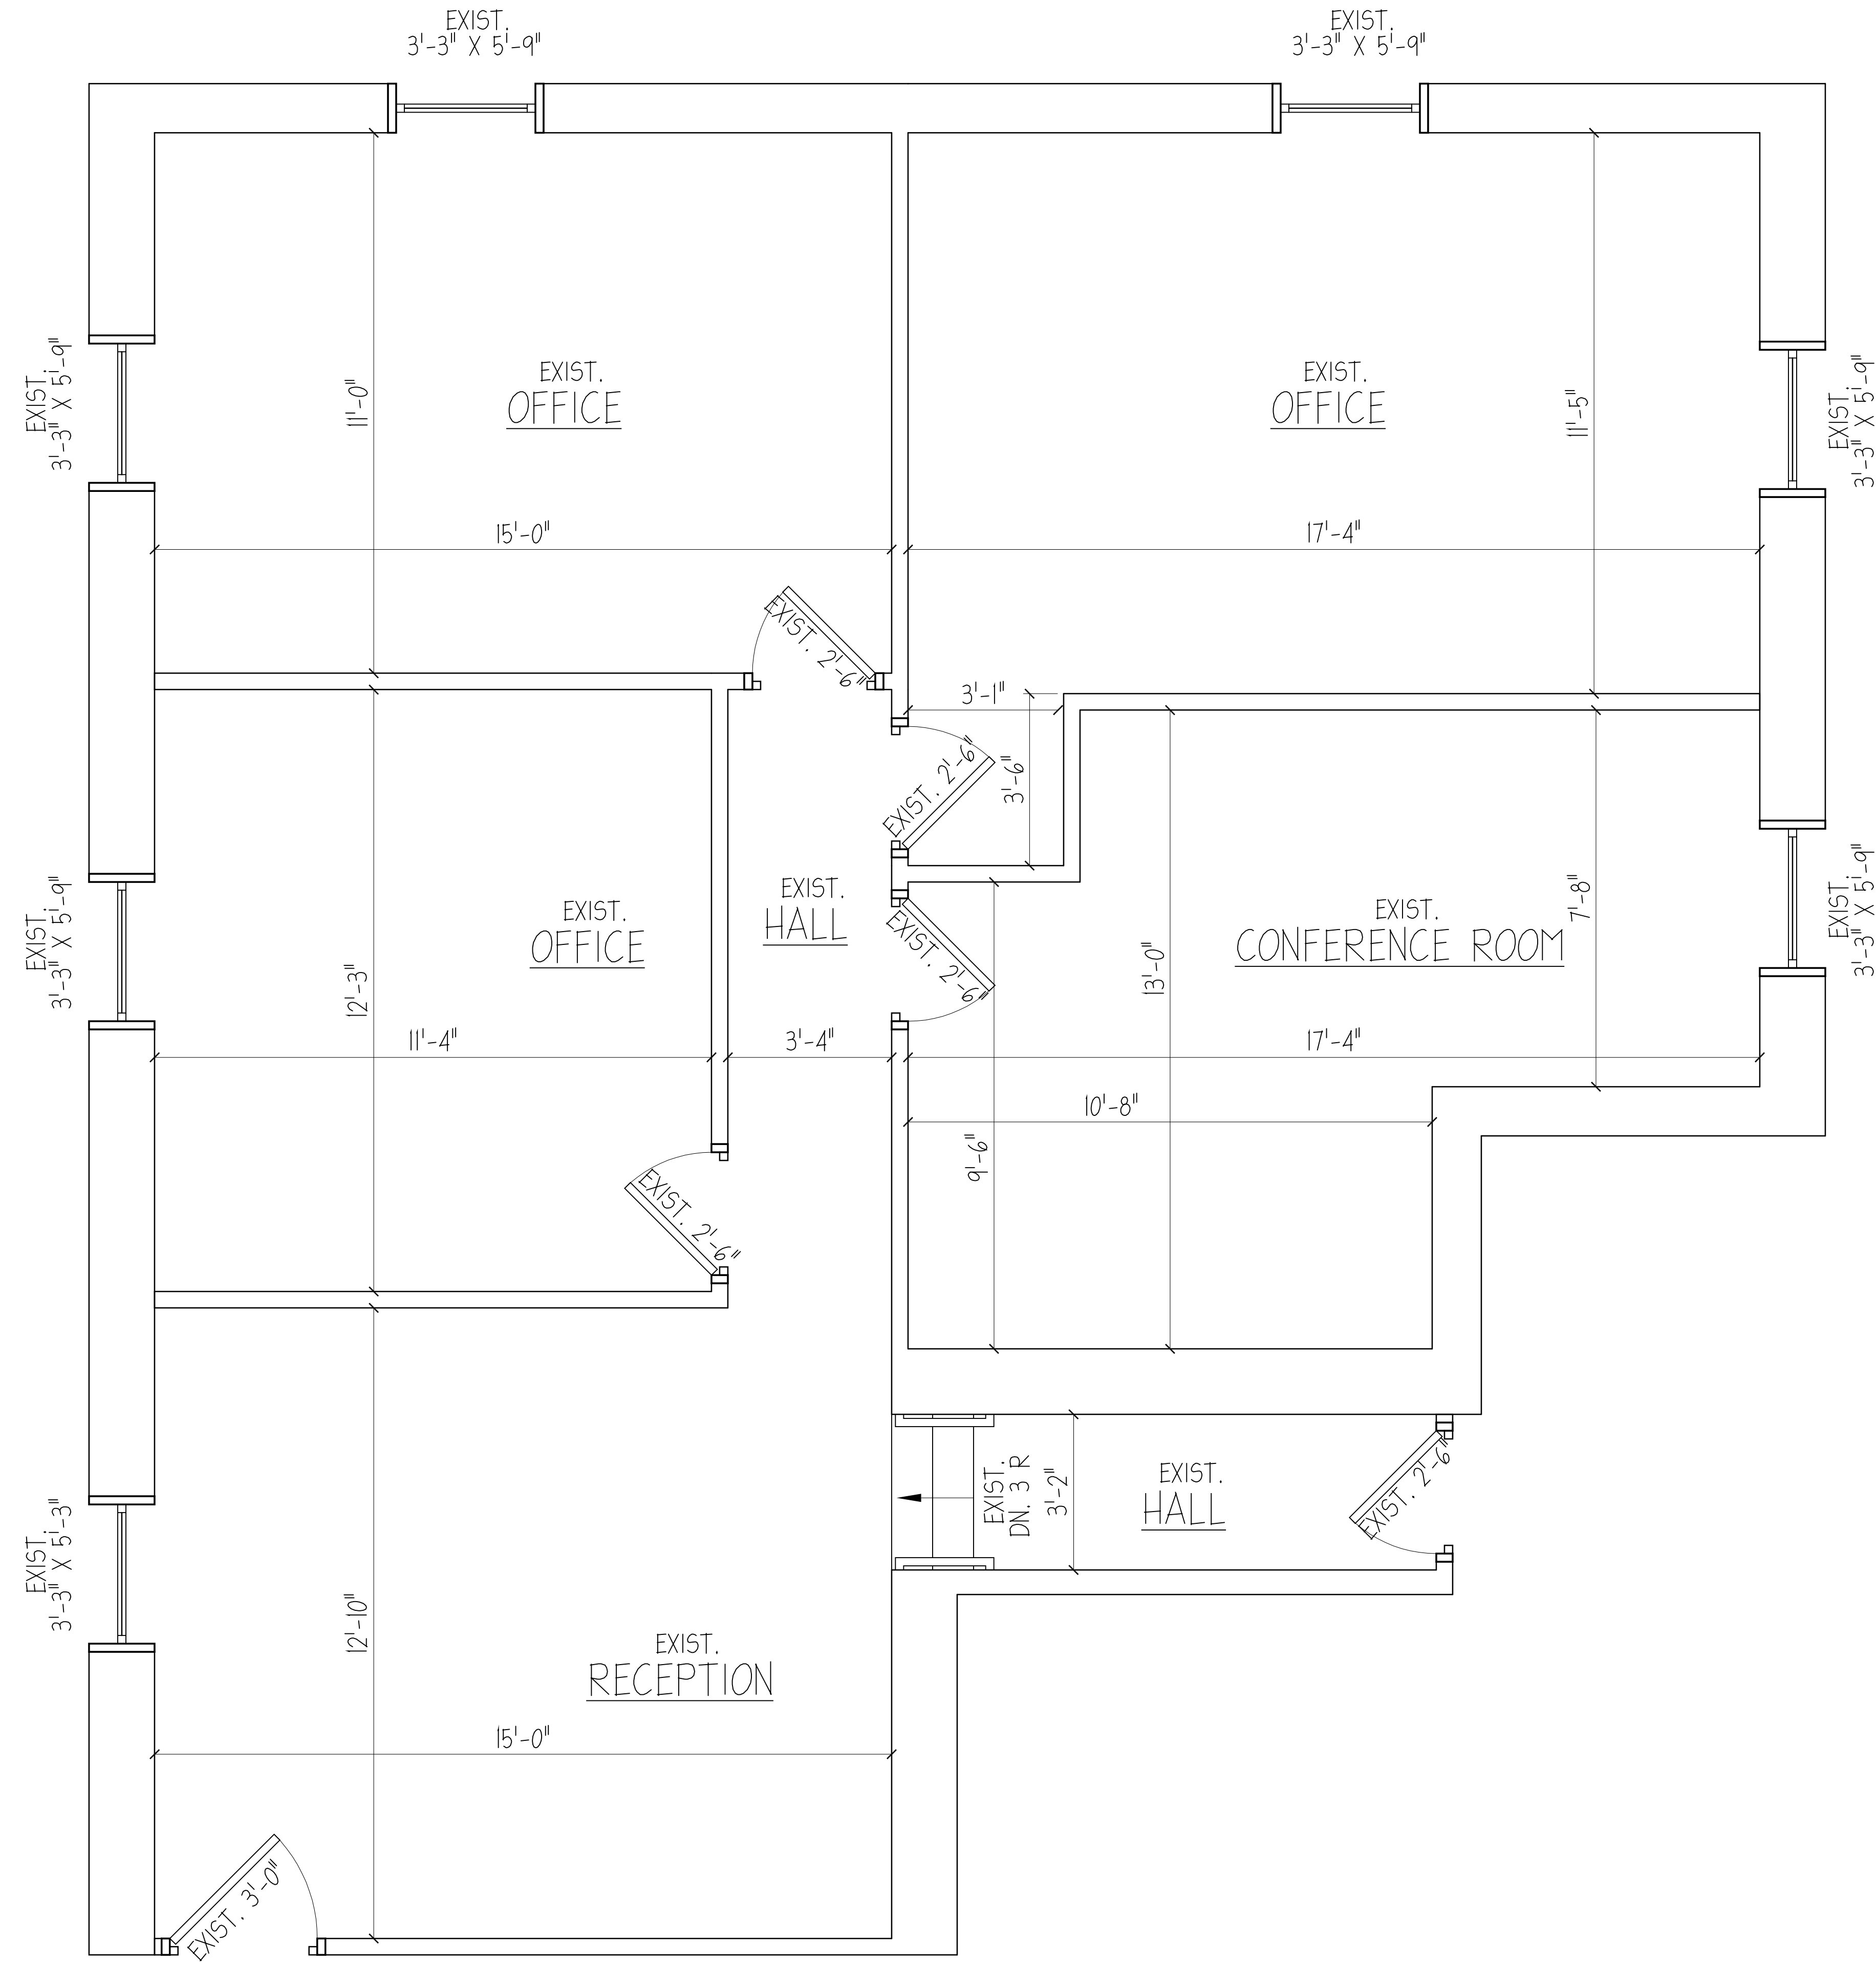 EXIST.
3'-3" X 5'-9"
EXIST.
3'-3" X 5'-9"
EXIST.
3'-3" X 5'-9"
EXIST.
OFFICE
11'-0"
15'-0"
EXIST. 2'-6"
EXIST.
OFFICE
11'-5"
17'-4"
EXIST.
3'-3" X 5'-9"
3'-1"
3'-6"
EXIST. 2'-6"
EXIST.
3'-3" X 5'-9"
EXIST.
OFFICE
12'-3"
11'-4"
EXIST. 2'-6"
EXIST.
HALL
3'-4"
EXIST. 2'-6"
EXIST.
CONFERENCE ROOM
7'-8"
13'-0"
17'-4"
10'-8"
9'-6"
EXIST.
3'-3" X 5'-9"
EXIST.
DN. 3 R
3'-2"
EXIST.
HALL
EXIST. 2'-6"
EXIST.
3'-3" X 5'-3"
12'-10"
EXIST.
RECEPTION
15'-0"
EXIST. 3'-0"